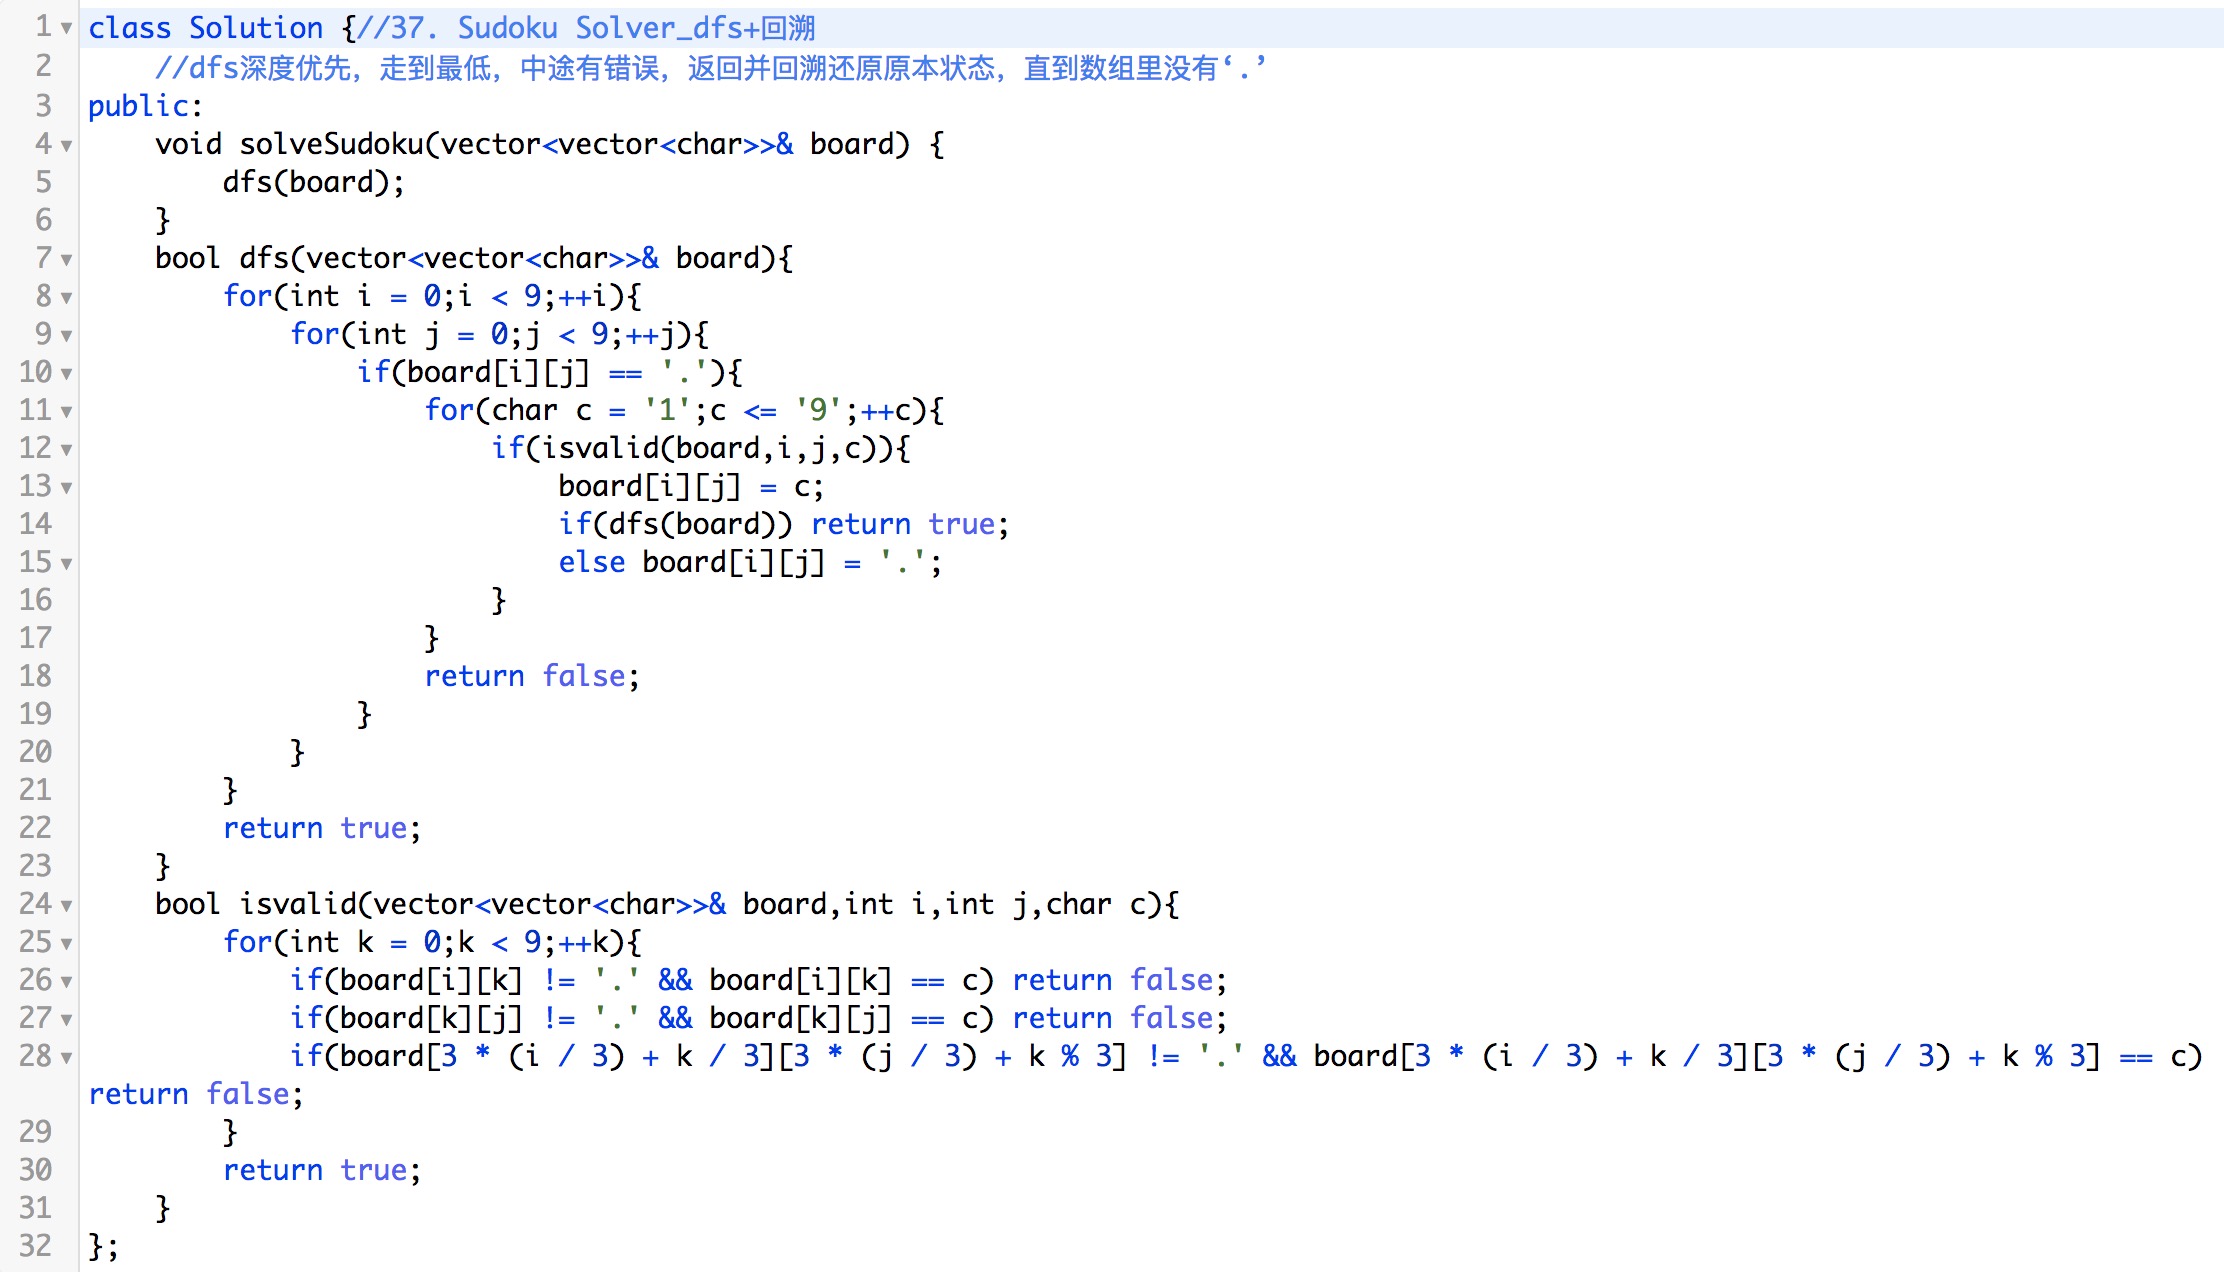 1 class Solution {//37. Sudoku Solver_dfs+回溯
2     //dfs深度优先，走到最低，中途有错误，返回并回溯还原原本状态，直到数组里没有‘.’
3 public:
4     void solveSudoku(vector<vector<char>>& board) {
5         dfs(board);
6     }
7     bool dfs(vector<vector<char>>& board){
8         for(int i = 0;i < 9;++i){
9             for(int j = 0;j < 9;++j){
10                 if(board[i][j] == '.'){
11                     for(char c = '1';c <= '9';++c){
12                         if(isvalid(board,i,j,c)){
13                             board[i][j] = c;
14                             if(dfs(board)) return true;
15                             else board[i][j] = '.';
16                         }
17                     }
18                     return false;
19                 }
20             }
21         }
22         return true;
23     }
24     bool isvalid(vector<vector<char>>& board,int i,int j,char c){
25         for(int k = 0;k < 9;++k){
26             if(board[i][k] != '.' && board[i][k] == c) return false;
27             if(board[k][j] != '.' && board[k][j] == c) return false;
28             if(board[3 * (i / 3) + k / 3][3 * (j / 3) + k % 3] != '.' && board[3 * (i / 3) + k / 3][3 * (j / 3) + k % 3] == c)
return false;
29         }
30         return true;
31     }
32 };